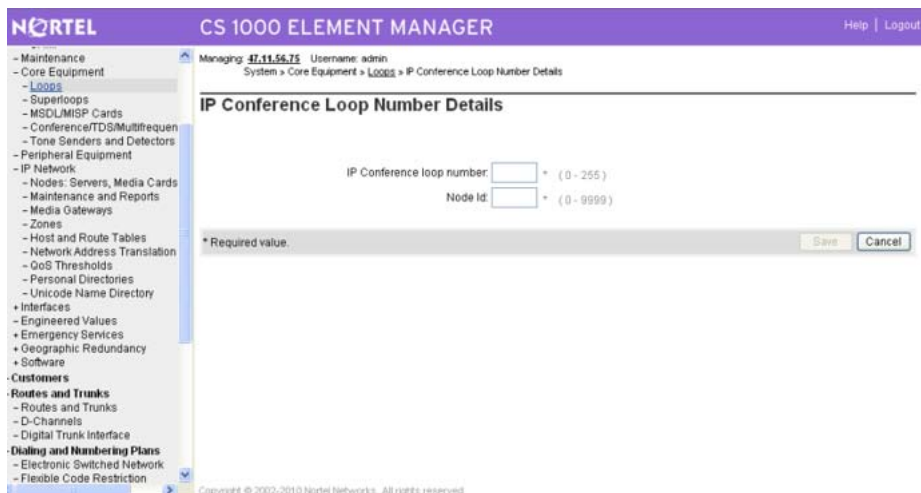 NORTEL
CS 1000 ELEMENT MANAGER
Help | Logout
- Maintenance
- Core Equipment
- Loops
- Superloops
- MSDL/MISP Cards
- Conference/TDS/Multifrequen
- Tone Senders and Detectors
- Peripheral Equipment
- IP Network
- Nodes: Servers, Media Cards
- Maintenance and Reports
- Media Gateways
- Zones
- Host and Route Tables
- Network Address Translation
- QoS Thresholds
- Personal Directories
- Unicode Name Directory
+ Interfaces
- Engineered Values
+ Emergency Services
+ Geographic Redundancy
+ Software
- Customers
- Routes and Trunks
- Routes and Trunks
- D-Channels
- Digital Trunk Interface
- Dialing and Numbering Plans
- Electronic Switched Network
- Flexible Code Restriction
Managing: 47.11.56.75 Username: admin
System » Core Equipment » Loops » IP Conference Loop Number Details
IP Conference Loop Number Details
IP Conference loop number: * (0 - 255)
Node Id: * (0 - 9999)
* Required value.
Save
Cancel
Copyright © 2002-2010 Nortel Networks. All rights reserved.